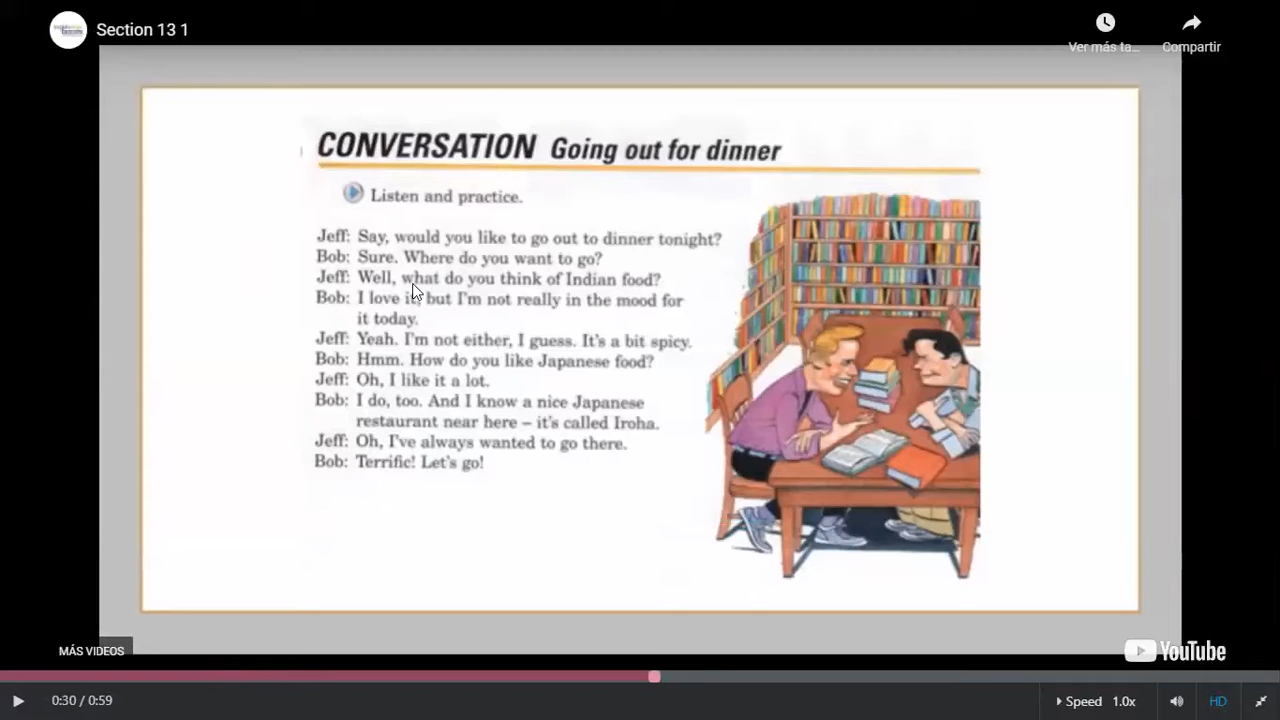 Section 13 1
Ver más ta...
Compartir
CONVERSATION Going out for dinner
Listen and practice.
Jeff: Say, would you like to go out to dinner tonight?
Bob: Sure. Where do you want to go?
Jeff: Well, what do you think of Indian food?
Bob: I love it, but I'm not really in the mood for
it today.
Jeff: Yeah. I'm not either, I guess. It's a bit spicy.
Bob: Hmm. How do you like Japanese food?
Jeff: Oh, I like it a lot.
Bob: I do, too. And I know a nice Japanese
restaurant near here – it's called Iroha.
Jeff: Oh, I've always wanted to go there.
Bob: Terrific! Let's go!
MÁS VIDEOS
YouTube
0:30 / 0:59
Speed 1.0x
HD